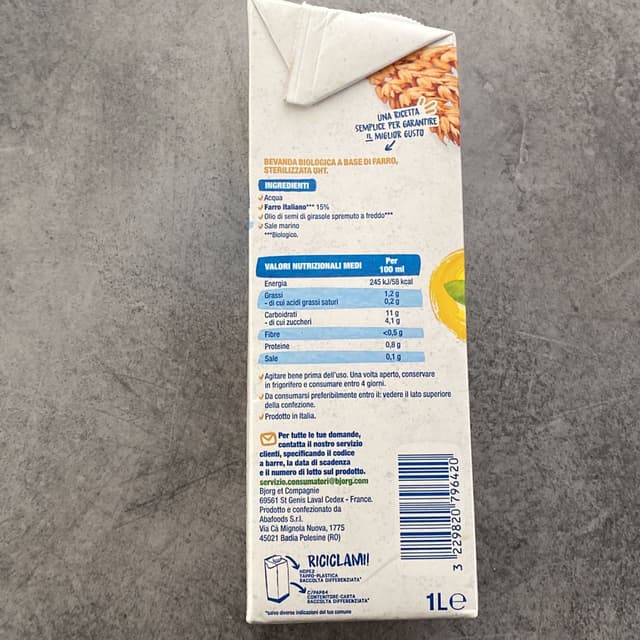 UNA RICETTA
SEMPLICE PER GARANTIRE
IL MIGLIOR GUSTO
BEVANDA BIOLOGICA A BASE DI FARRO,
STERILIZZATA UHT.
INGREDIENTI
Acqua
Farro italiano*** 15%
Olio di semi di girasole spremuto a freddo***
Sale marino
***Biologico.
VALORI NUTRIZIONALI MEDI Per 100 ml
Energia 245 kJ/58 kcal
Grassi 1,2 g
- di cui acidi grassi saturi 0,2 g
Carboidrati 11 g
- di cui zuccheri 4,1 g
Fibre <0,5 g
Proteine 0,8 g
Sale 0,1 g
Agitare bene prima dell'uso. Una volta aperto, conservare
in frigorifero e consumare entro 4 giorni.
Da consumarsi preferibilmente entro il: vedere il lato superiore
della confezione.
Prodotto in Italia.
Per tutte le tue domande,
contatta il nostro servizio
clienti, specificando il codice
a barre, la data di scadenza
e il numero di lotto sul prodotto.
servizio.consumatori@bjorg.com
Bjorg et Compagnie
69561 St Genis Laval Cedex - France.
Prodotto e confezionato da
Abafoods S.r.l.
Via Cà Mignola Nuova, 1775
45021 Badia Polesine (RO)
3 229820 796420
RICICLAMI!
HDPE2
TAPPO-PLASTICA
RACCOLTA DIFFERENZIATA*
C/PAP84
CONTENITORE-CARTA
RACCOLTA DIFFERENZIATA*
*salvo diverse indicazioni del tuo comune
1L e